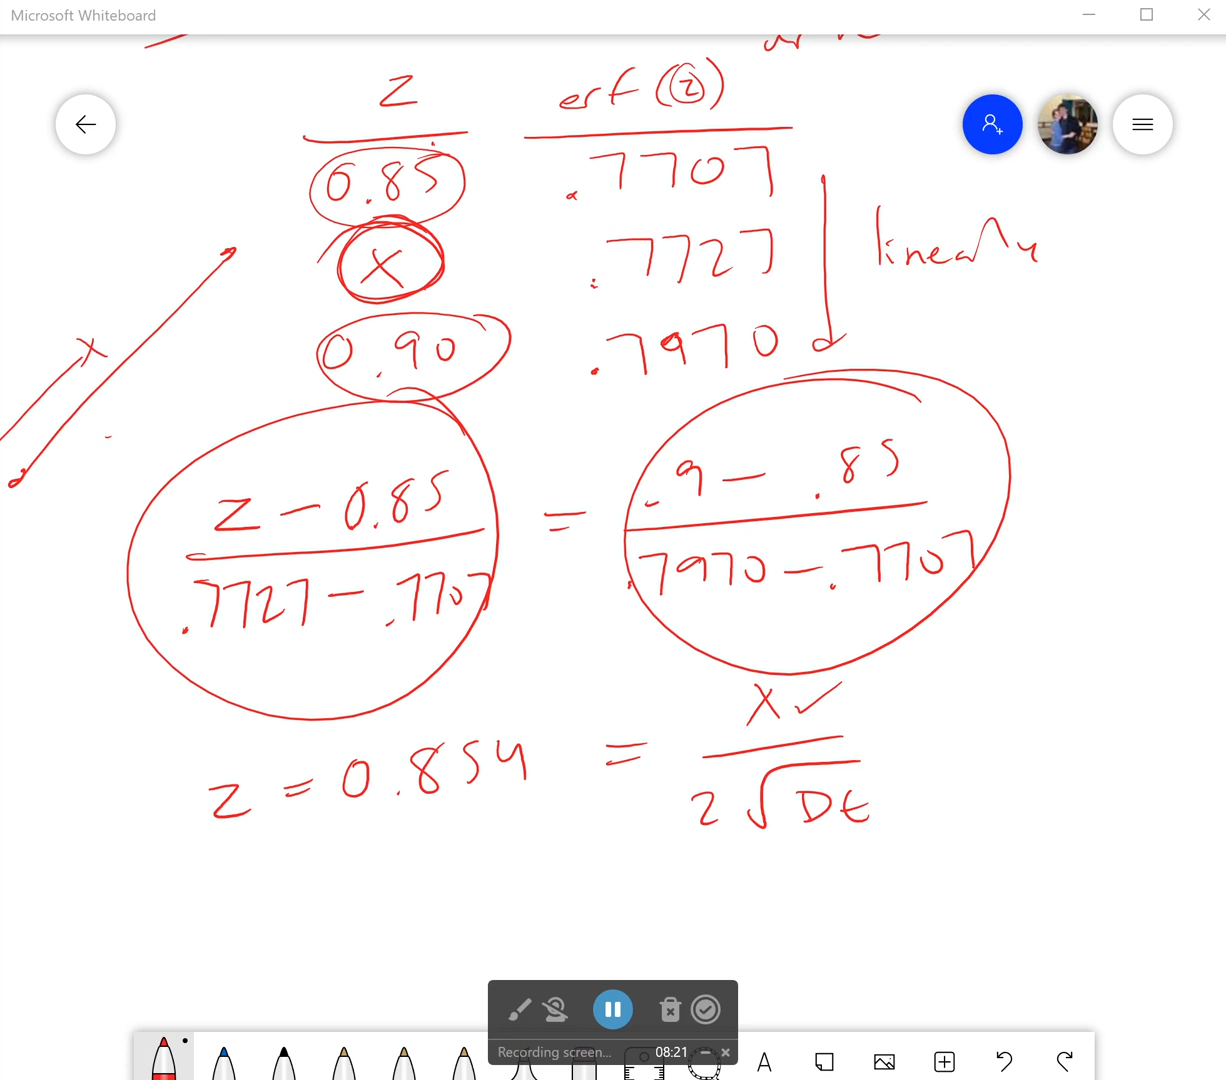 Microsoft Whiteboard
z erf(z)
0.85 .7707
x .7727 linearly
0.90 .7970
x
z - 0.85 = .9 - .85
.7727 - .7707 .7970 - .7707
z = 0.854 = x ✓
2 √Dt
Recording screen... 08:21
A